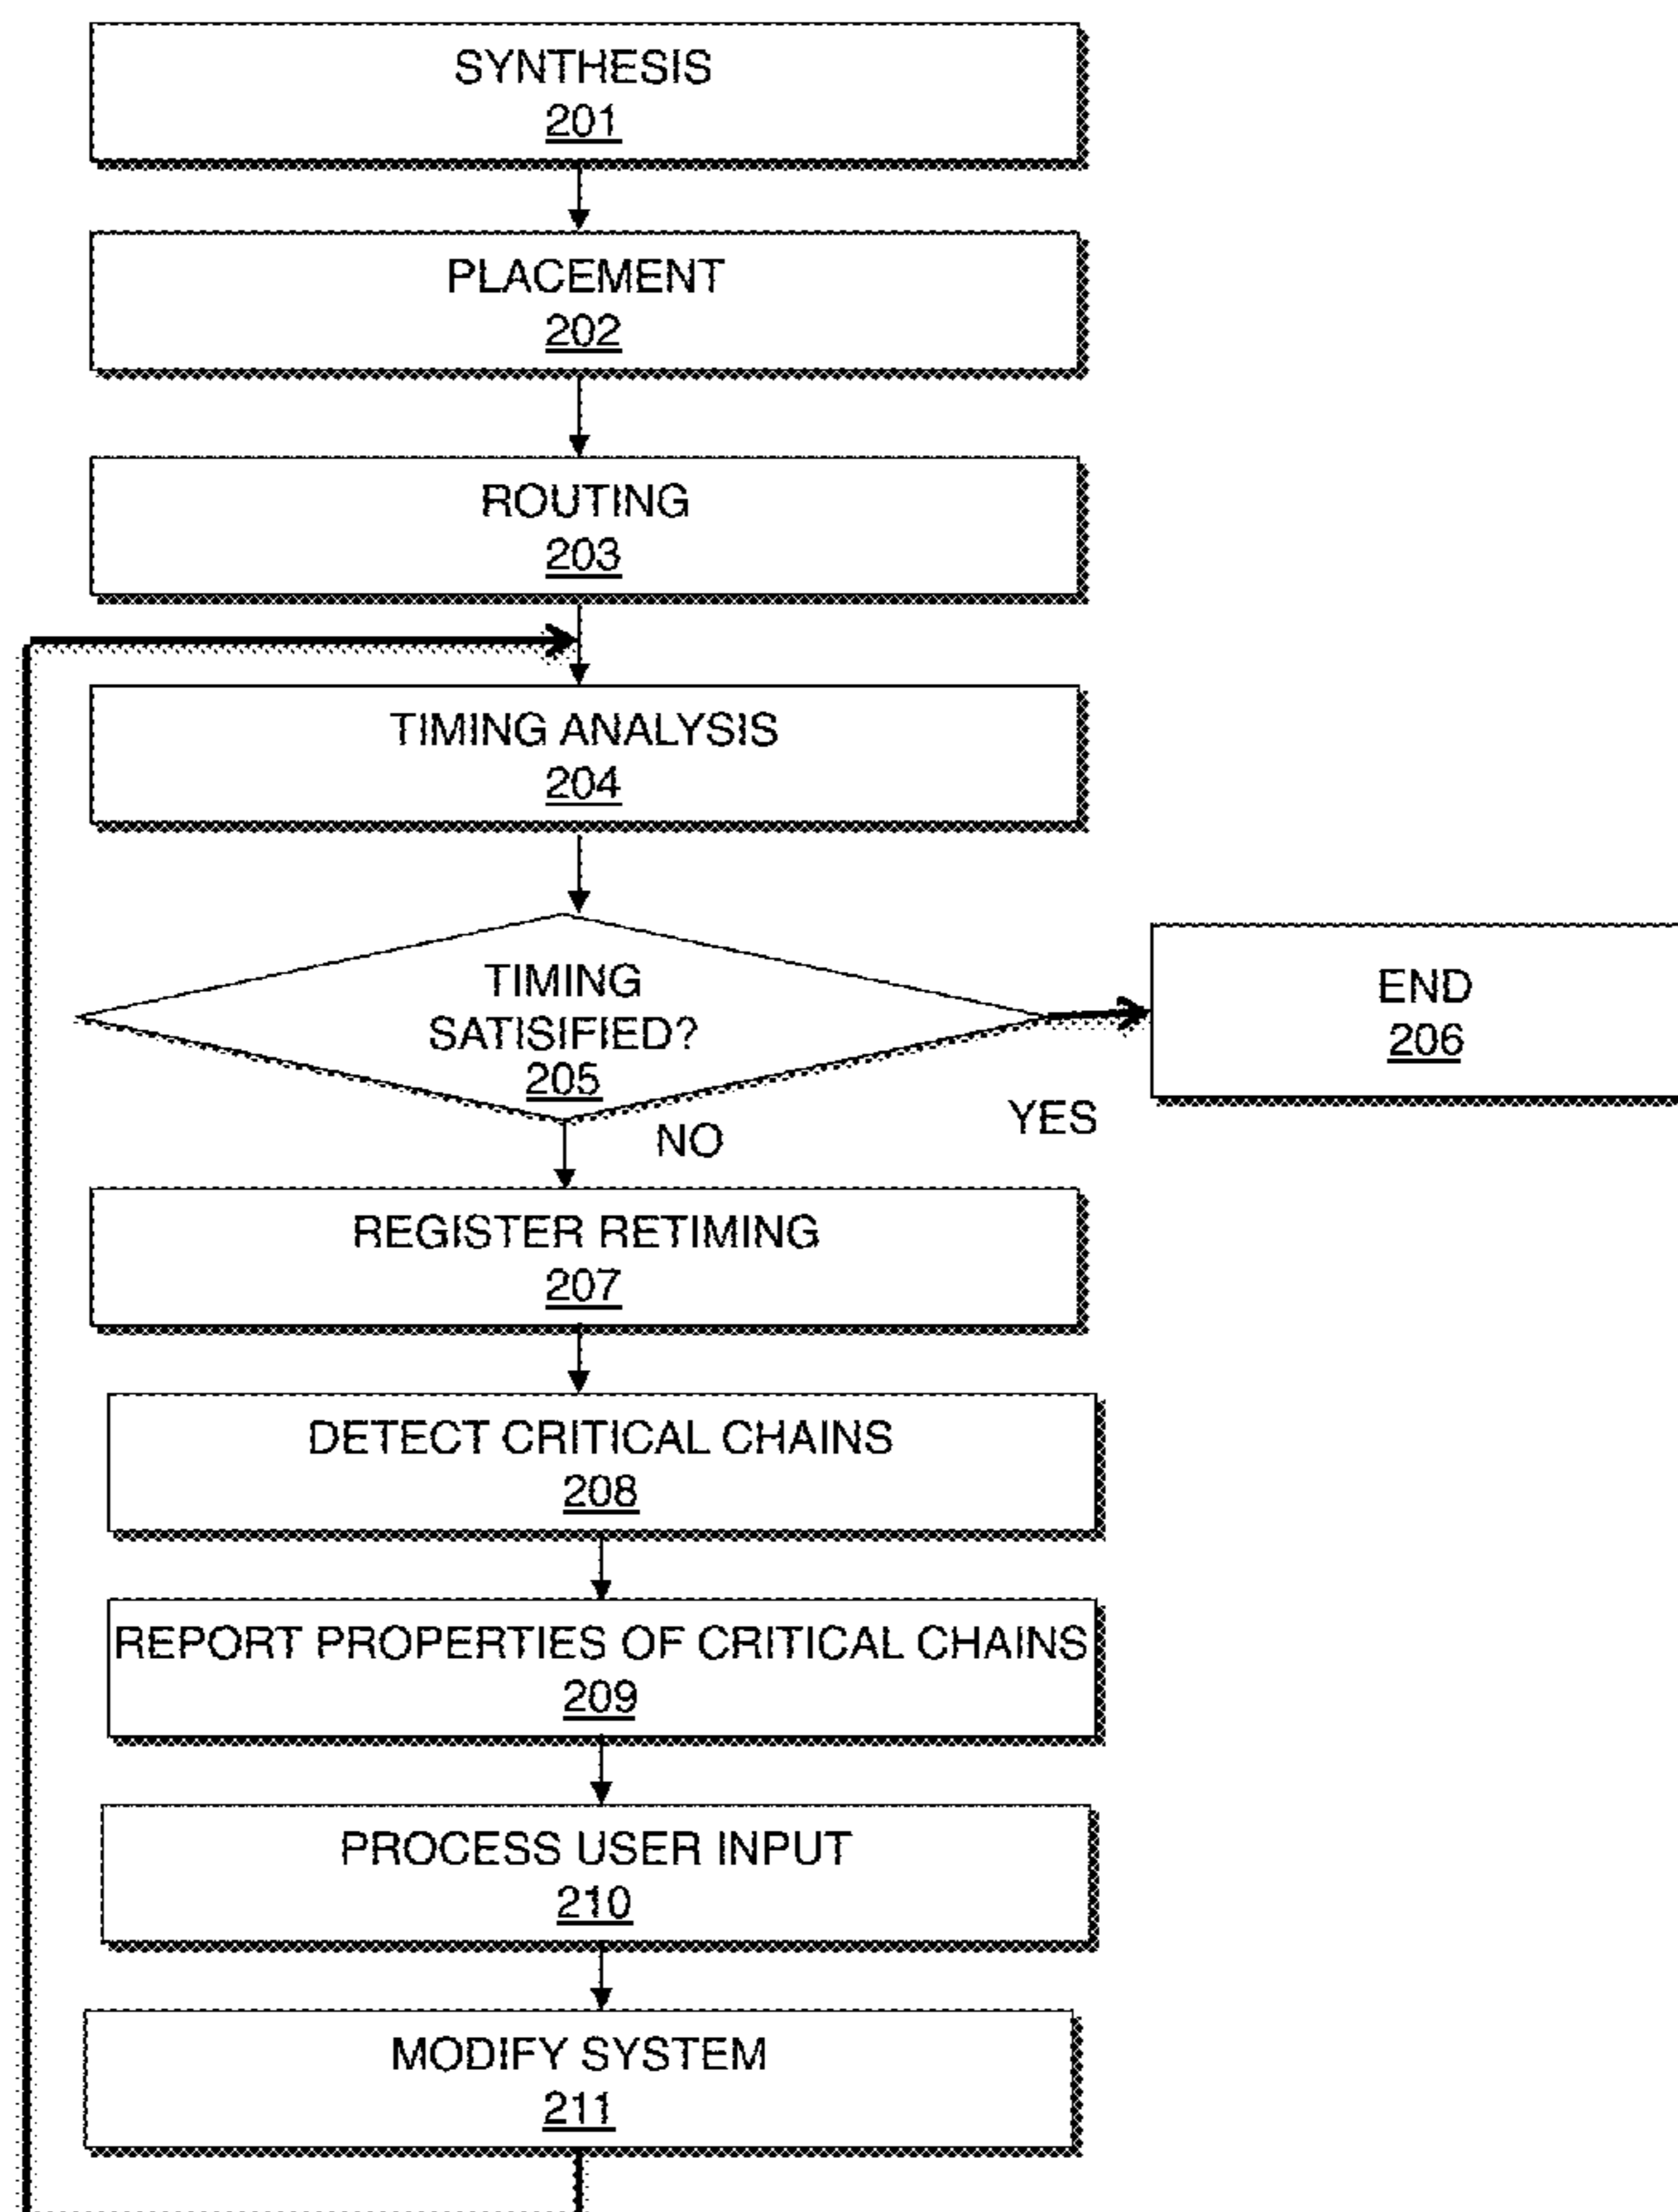 SYNTHESIS
201
PLACEMENT
202
ROUTING
203
TIMING ANALYSIS
204
TIMING
SATISIFIED?
205
END
206
YES
NO
REGISTER RETIMING
207
DETECT CRITICAL CHAINS
208
REPORT PROPERTIES OF CRITICAL CHAINS
209
PROCESS USER INPUT
210
MODIFY SYSTEM
211